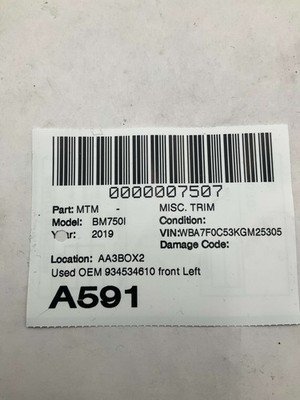 0000007507
Part: MTM - MISC. TRIM
Model: BM750I Condition:
Year: 2019 VIN:WBA7F0C53KGM25305
Damage Code:
Location: AA3BOX2
Used OEM 934534610 front Left
A591